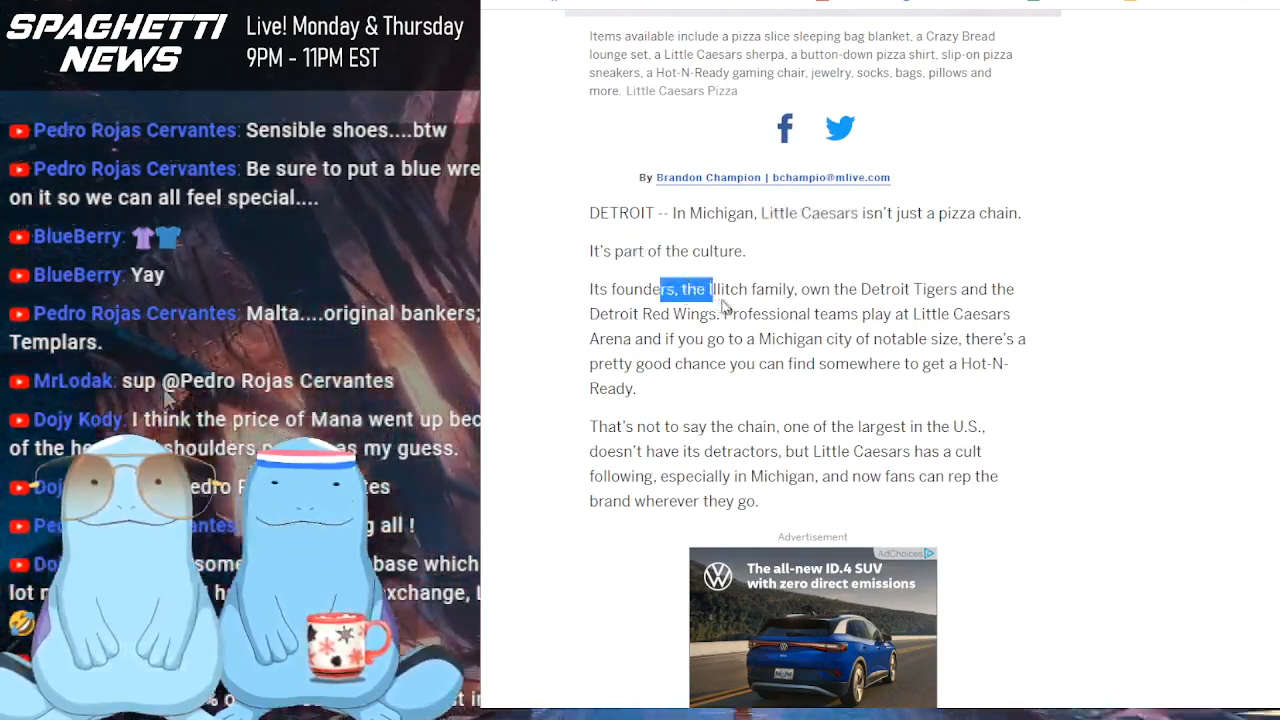 SPAGHETTI
NEWS
Live! Monday & Thursday
9PM - 11PM EST
Pedro Rojas Cervantes: Sensible shoes....btw
Pedro Rojas Cervantes: Be sure to put a blue wre
on it so we can all feel special....
BlueBerry:
BlueBerry: Yay
Pedro Rojas Cervantes: Malta....original bankers;
Templars.
MrLodak: sup @Pedro Rojas Cervantes
Dojy Kody: I think the price of Mana went up bec
of the he shoulders as my guess.
Items available include a pizza slice sleeping bag blanket, a Crazy Bread
lounge set, a Little Caesars sherpa, a button-down pizza shirt, slip-on pizza
sneakers, a Hot-N-Ready gaming chair, jewelry, socks, bags, pillows and
more. Little Caesars Pizza
By Brandon Champion | bchampio@mlive.com
DETROIT -- In Michigan, Little Caesars isn't just a pizza chain.
It's part of the culture.
Its founders, the Illitch family, own the Detroit Tigers and the
Detroit Red Wings. Professional teams play at Little Caesars
Arena and if you go to a Michigan city of notable size, there's a
pretty good chance you can find somewhere to get a Hot-N-
Ready.
That's not to say the chain, one of the largest in the U.S.,
doesn't have its detractors, but Little Caesars has a cult
following, especially in Michigan, and now fans can rep the
brand wherever they go.
Advertisement
AdChoices
The all-new ID.4 SUV
with zero direct emissions